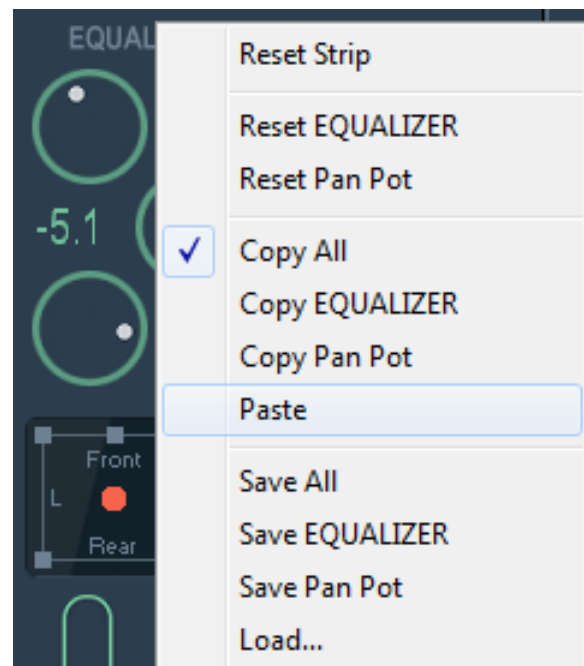 EQUAL
Reset Strip
Reset EQUALIZER
Reset Pan Pot
-5.1
Copy All
Copy EQUALIZER
Copy Pan Pot
Paste
Front
L
Rear
Save All
Save EQUALIZER
Save Pan Pot
Load...